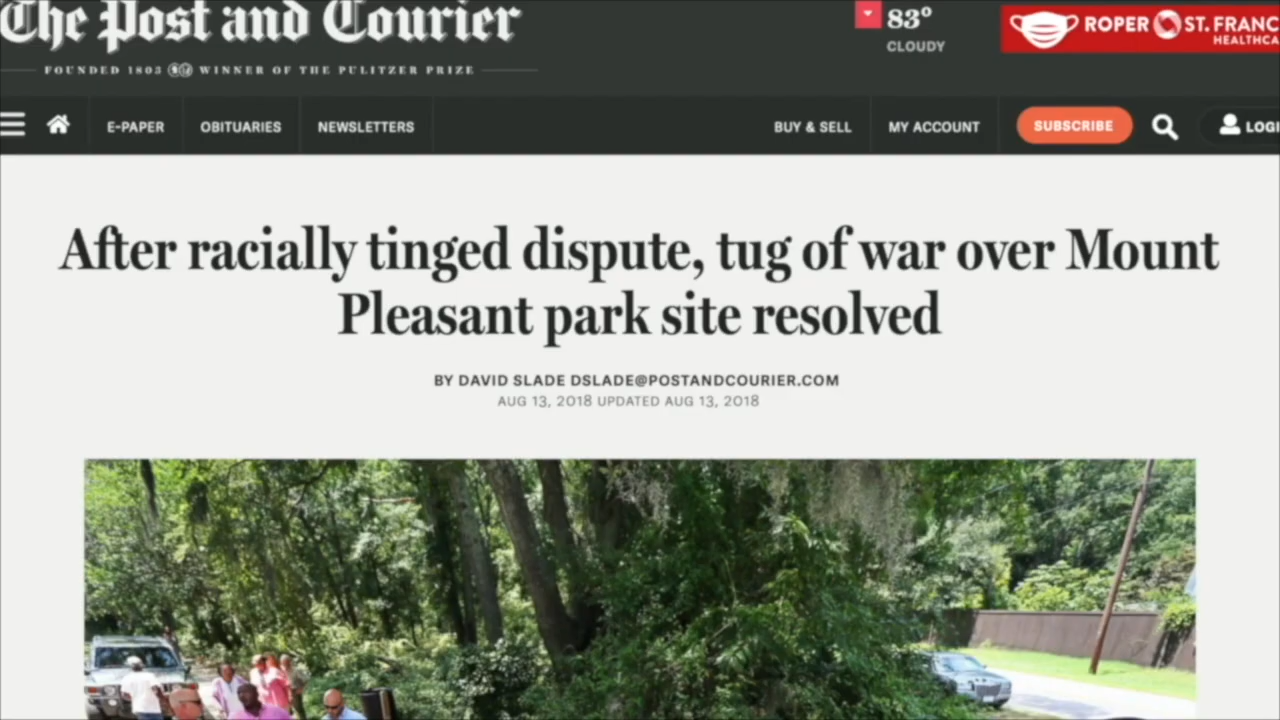 The Post and Courier
FOUNDED 1803 WINNER OF THE PULITZER PRIZE
83º
CLOUDY
ROPER ST. FRANC
HEALTHCA
E-PAPER
OBITUARIES
NEWSLETTERS
BUY & SELL
MY ACCOUNT
SUBSCRIBE
LOGI
After racially tinged dispute, tug of war over Mount
Pleasant park site resolved
BY DAVID SLADE DSLADE@POSTANDCOURIER.COM
AUG 13, 2018 UPDATED AUG 13, 2018